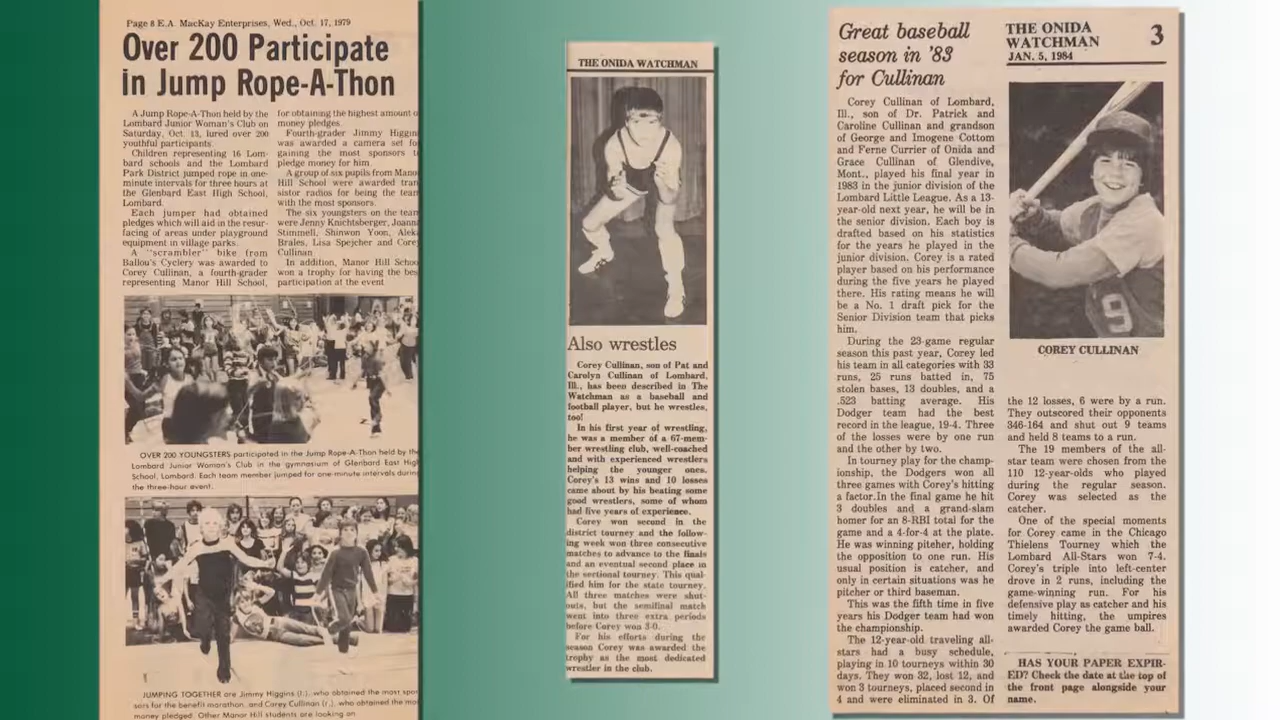 Page 8 E.A. MacKay Enterprises, Wed., Oct. 17, 1979
Over 200 Participate
in Jump Rope-A-Thon
A Jump Rope-A-Thon held by the
Lombard Junior Woman's Club on
Saturday, Oct. 13, lured over 200
youthful participants.
Children representing 16 Lom-
bard schools and the Lombard
Park District jumped rope in one-
minute intervals for three hours at
the Glenbard East High School,
Lombard.
Each jumper had obtained
pledges which will aid in the resur-
facing of areas under playground
equipment in village parks.
A "scrambler" bike from
Ballou's Cyclery was awarded to
Corey Cullinan, a fourth-grader
representing Manor Hill School,
for obtaining the highest amount o
money pledges.
Fourth-grader Jimmy Higgins
was awarded a camera set fo
gaining the most sponsors t
pledge money for him.
A group of six pupils from Mano
Hill School were awarded tran
sistor radios for being the team
with the most sponsors.
The six youngsters on the team
were Jenny Knichtsberger, Joanna
Stimmell, Shinwon Yoon, Aleka
Brales, Lisa Spejcher and Corey
Cullinan
In addition, Manor Hill School
won a trophy for having the bes
participation at the event
OVER 200 YOUNGSTERS participated in the Jump Rope-A-Thon held by the
Lombard Junior Woman's Club in the gymnasium of Glenbard East High
School, Lombard. Each team member jumped for one-minute intervals during
the three-hour event.
JUMPING TOGETHER are Jimmy Higgins (l.), who obtained the most spon
sors for the benefit marathon, and Corey Cullinan (r.), who obtained the mo
money pledged. Other Manor Hill students are looking on
THE ONIDA WATCHMAN
Also wrestles
Corey Cullinan, son of Pat and
Carolyn Cullinan of Lombard,
Ill., has been described in The
Watchman as a baseball and
football player, but he wrestles,
too!
In his first year of wrestling,
he was a member of a 67-mem-
ber wrestling club, well-coached
and with experienced wrestlers
helping the younger ones.
Corey's 13 wins and 10 losses
came about by his beating some
good wrestlers, some of whom
had five years of experience.
Corey won second in the
district tourney and the follow-
ing week won three consecutive
matches to advance to the finals
and an eventual second place in
the sectional tourney. This qual-
ified him for the state tourney.
All three matches were shut-
outs, but the semifinal match
went into three extra periods
before Corey won 3-0.
For his efforts during the
season Corey was awarded the
trophy as the most dedicated
wrestler in the club.
Great baseball
season in '83
for Cullinan
Corey Cullinan of Lombard,
Ill., son of Dr. Patrick and
Caroline Cullinan and grandson
of George and Imogene Cottom
and Ferne Currier of Onida and
Grace Cullinan of Glendive,
Mont., played his final year in
1983 in the junior division of the
Lombard Little League. As a 13-
year-old next year, he will be in
the senior division. Each boy is
drafted based on his statistics
for the years he played in the
junior division. Corey is a rated
player based on his performance
during the five years he played
there. His rating means he will
be a No. 1 draft pick for the
Senior Division team that picks
him.
During the 23-game regular
season this past year, Corey led
his team in all categories with 33
runs, 25 runs batted in, 75
stolen bases, 13 doubles, and a
.523 batting average. His
Dodger team had the best
record in the league, 19-4. Three
of the losses were by one run
and the other by two.
In tourney play for the champ-
ionship, the Dodgers won all
three games with Corey's hitting
a factor.In the final game he hit
3 doubles and a grand-slam
homer for an 8-RBI total for the
game and a 4-for-4 at the plate.
He was winning pitcher, holding
the opposition to one run. His
usual position is catcher, and
only in certain situations was he
pitcher or third baseman.
This was the fifth time in five
years his Dodger team had won
the championship.
The 12-year-old traveling all-
stars had a busy schedule,
playing in 10 tourneys within 30
days. They won 32, lost 12, and
won 3 tourneys, placed second in
4 and were eliminated in 3. Of
THE ONIDA
WATCHMAN
JAN. 5, 1984
3
9
COREY CULLINAN
the 12 losses, 6 were by a run.
They outscored their opponents
346-164 and shut out 9 teams
and held 8 teams to a run.
The 19 members of the all-
star team were chosen from the
110 12-year-olds who played
during the regular season.
Corey was selected as the
catcher.
One of the special moments
for Corey came in the Chicago
Thielens Tourney which the
Lombard All-Stars won 7-4.
Corey's triple into left-center
drove in 2 runs, including the
game-winning run. For his
defensive play as catcher and his
timely hitting, the umpires
awarded Corey the game ball.
HAS YOUR PAPER EXPIR-
ED? Check the date at the top of
the front page alongside your
name.